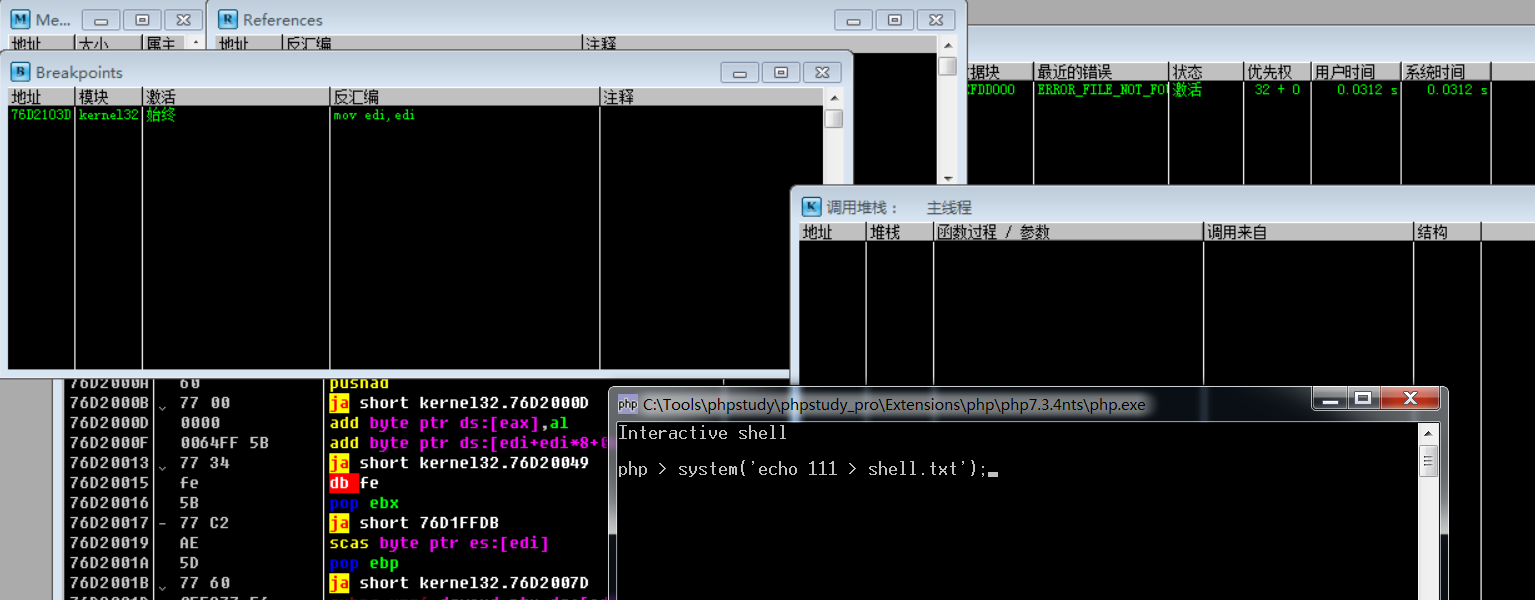 Me...
References
地址 大小 属主
地址 反汇编 注释
Breakpoints
地址 模块 激活 反汇编 注释
76D2103D kernel32 始终 mov edi,edi
据块 最近的错误 状态 优先权 用户时间 系统时间
FDD000 ERROR_FILE_NOT_FO 激活 32 + 0 0.0312 s 0.0312 s
调用堆栈： 主线程
地址 堆栈 函数过程 / 参数 调用来自 结构
76D2000A 60 pushad
76D2000B 77 00 ja short kernel32.76D2000D
76D2000D 0000 add byte ptr ds:[eax],al
76D2000F 0064FF 5B add byte ptr ds:[edi+edi*8+
76D20013 77 34 ja short kernel32.76D20049
76D20015 fe db fe
76D20016 5B pop ebx
76D20017 - 77 C2 ja short 76D1FFDB
76D20019 AE scas byte ptr es:[edi]
76D2001A 5D pop ebp
76D2001B 77 60 ja short kernel32.76D2007D
php C:\Tools\phpstudy\phpstudy_pro\Extensions\php\php7.3.4nts\php.exe
Interactive shell
php > system('echo 111 > shell.txt');